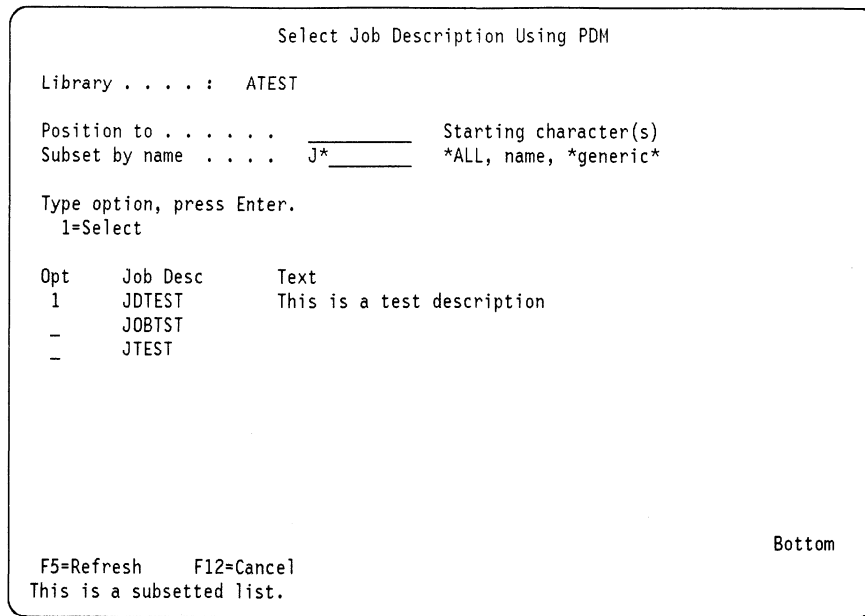 Select Job Description Using PDM
Library . . . . :   ATEST
Position to . . . . . .   __________   Starting character(s)
Subset by name  . . . .   J*________   *ALL, name, *generic*
Type option, press Enter.
1=Select
Opt     Job Desc     Text
1     JDTEST     This is a test description
_     JOBTST
_     JTEST
Bottom
F5=Refresh     F12=Cancel
This is a subsetted list.